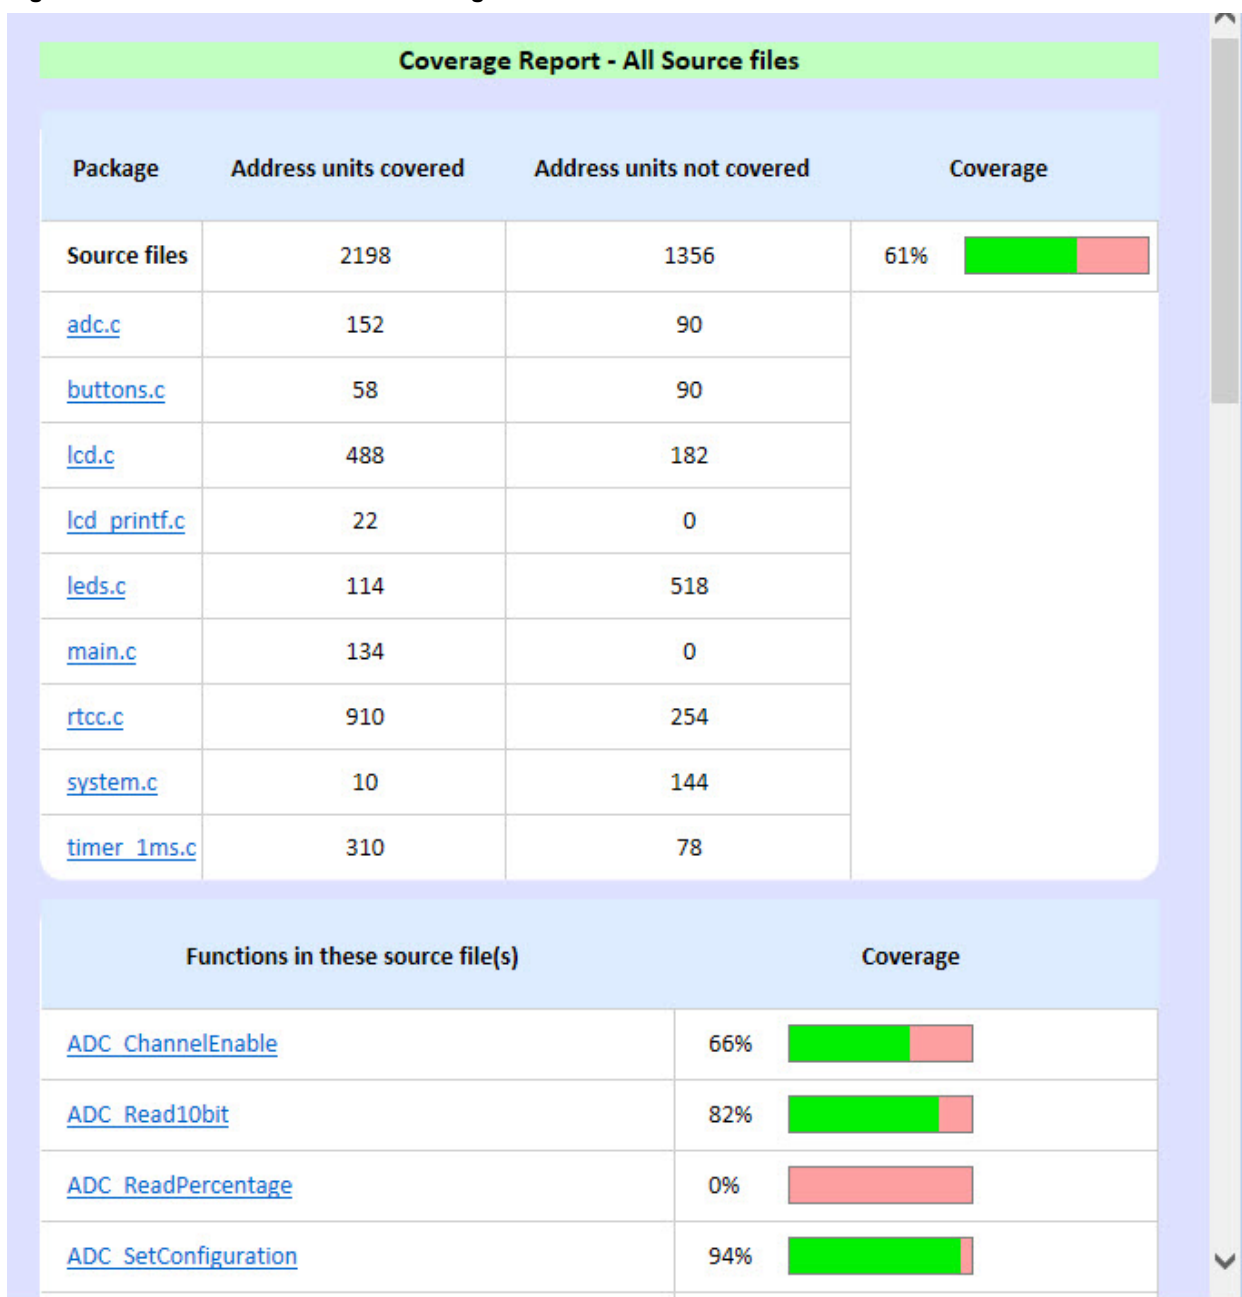 Coverage Report - All Source files
Package Address units covered Address units not covered Coverage
Source files 2198 1356 61%
adc.c 152 90
buttons.c 58 90
lcd.c 488 182
lcd_printf.c 22 0
leds.c 114 518
main.c 134 0
rtcc.c 910 254
system.c 10 144
timer_1ms.c 310 78
Functions in these source file(s) Coverage
ADC_ChannelEnable 66%
ADC_Read10bit 82%
ADC_ReadPercentage 0%
ADC_SetConfiguration 94%